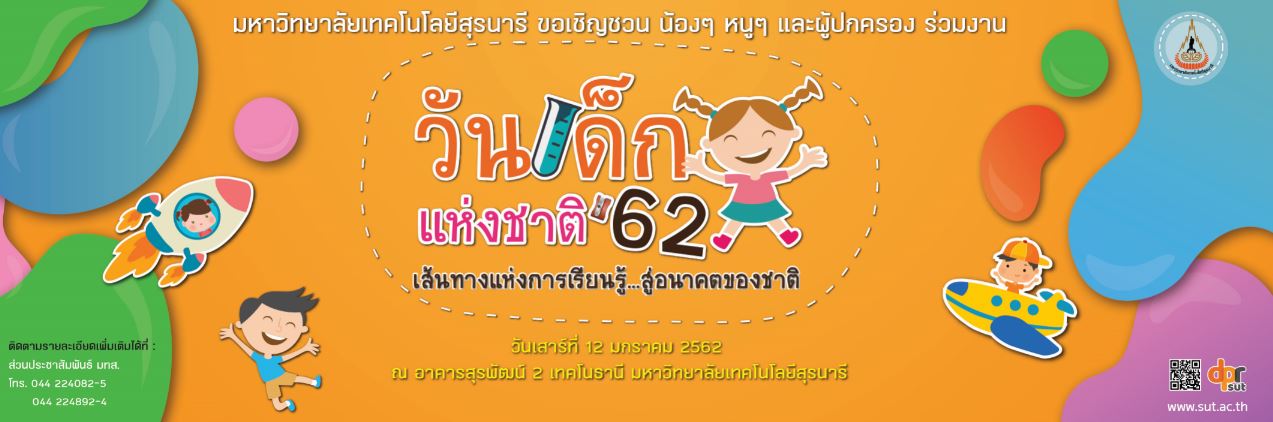 มหาวิทยาลัยเทคโนโลยีสุรนารี ขอเชิญชวน น้องๆ หนูๆ และผู้ปกครอง ร่วมงาน
วันเด็ก
แห่งชาติ ปี 62
เส้นทางแห่งการเรียนรู้...สู่อนาคตของชาติ
วันเสาร์ที่ 12 มกราคม 2562
ณ อาคารสุรพัฒน์ 2 เทคโนธานี มหาวิทยาลัยเทคโนโลยีสุรนารี
ติดตามรายละเอียดเพิ่มเติมได้ที่ :
ส่วนประชาสัมพันธ์ มทส.
โทร. 044 224082-5
044 224892-4
dpr
sut
www.sut.ac.th